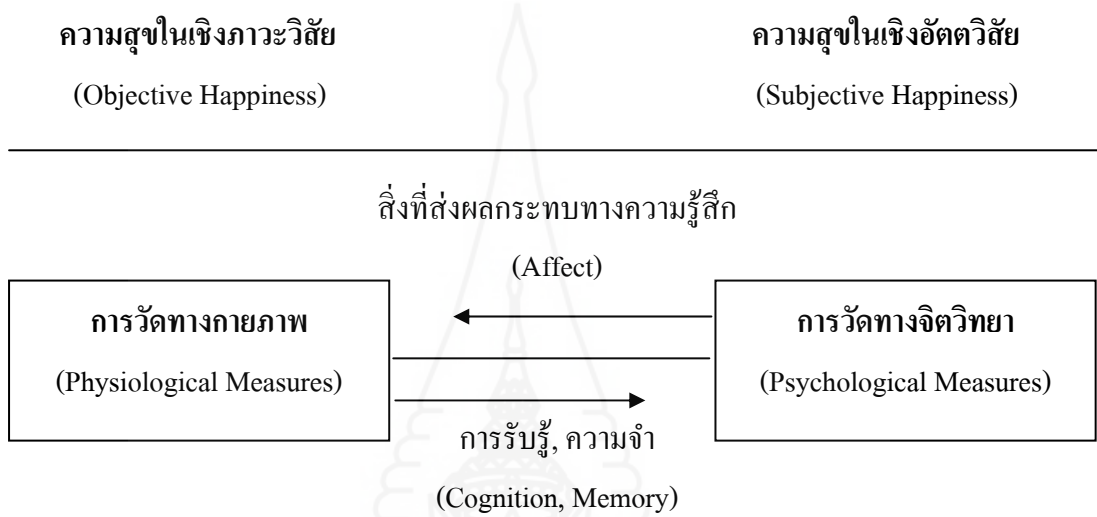 ความสุขในเชิงภาวะวิสัย
(Objective Happiness)
ความสุขในเชิงอัตตวิสัย
(Subjective Happiness)
สิ่งที่ส่งผลกระทบทางความรู้สึก
(Affect)
การวัดทางกายภาพ
(Physiological Measures)
การวัดทางจิตวิทยา
(Psychological Measures)
การรับรู้, ความจำ
(Cognition, Memory)